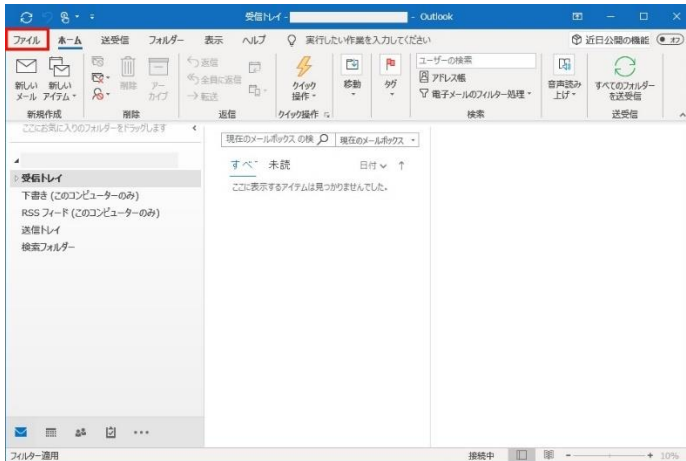 受信トレイ - - Outlook
ファイル ホーム 送受信 フォルダー 表示 ヘルプ 実行したい作業を入力してください 近日公開の機能 オフ
新しい メール
新しい アイテム
削除
アー カイブ
返信
全員に返信
転送
クイック 操作
移動
タグ
ユーザーの検索
アドレス帳
電子メールのフィルター処理
音声読み 上げ
すべてのフォルダー を送受信
新規作成 削除 返信 クイック操作 検索 送受信
ここにお気に入りのフォルダーをドラッグします
現在のメールボックス の検 現在のメールボックス
すべて 未読 日付
ここに表示するアイテムは見つかりませんでした。
受信トレイ
下書き (このコンピューターのみ)
RSS フィード (このコンピューターのみ)
送信トレイ
検索フォルダー
フィルター適用 接続中 10%